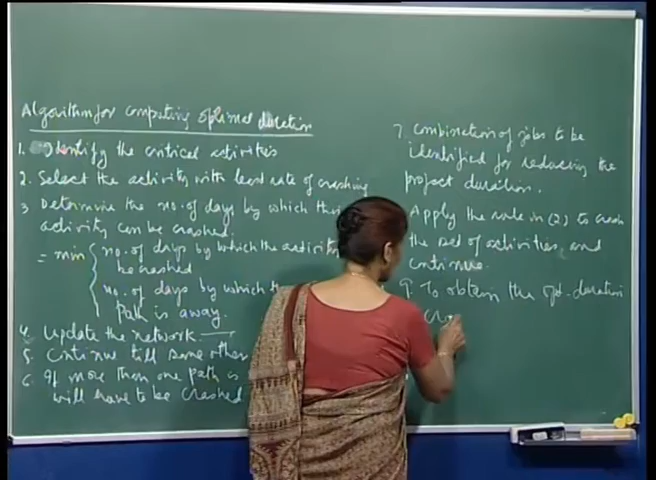 Algorithm for computing optimal duration
1. Identify the critical activities
2. Select the activity with least rate of crashing
3 Determine the no. of days by which this
activity can be crashed.
= min { no. of days by which the activity
be crashed
no. of days by which the
path is away.
4. Update the network.
5. Continue till some other
6. If more than one path is
will have to be crashed
7. Combination of jobs to be
identified for reducing the
project duration.
Apply the rule in (2) to crash
the set of activities, and
continue.
9. To obtain the opt. duration